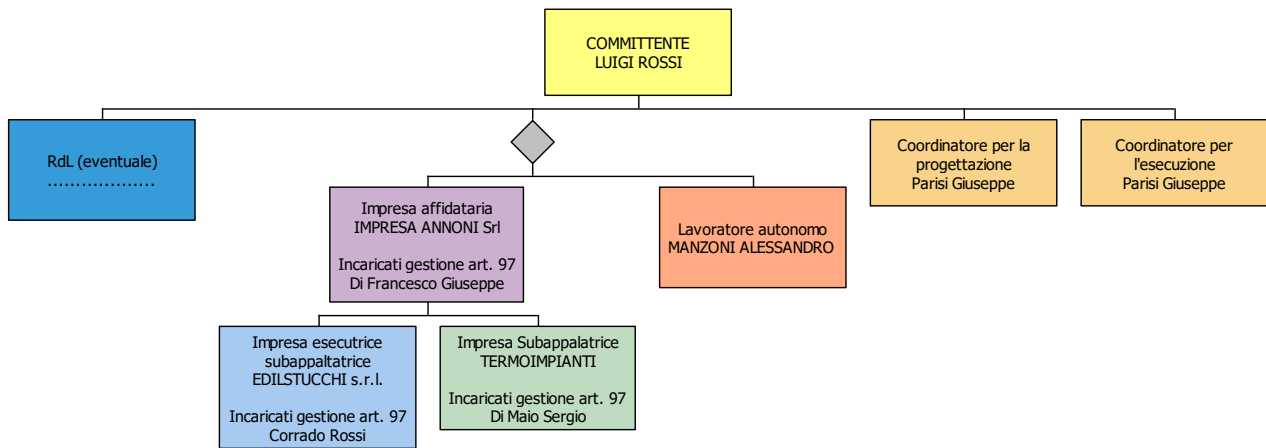 COMMITTENTE
LUIGI ROSSI
RdL (eventuale)
...................
Coordinatore per la
progettazione
Parisi Giuseppe
Coordinatore per
l'esecuzione
Parisi Giuseppe
Impresa affidataria
IMPRESA ANNONI Srl
Incaricati gestione art. 97
Di Francesco Giuseppe
Lavoratore autonomo
MANZONI ALESSANDRO
Impresa esecutrice
subappaltatrice
EDILSTUCCHI s.r.l.
Incaricati gestione art. 97
Corrado Rossi
Impresa Subappalatrice
TERMOIMPIANTI
Incaricati gestione art. 97
Di Maio Sergio